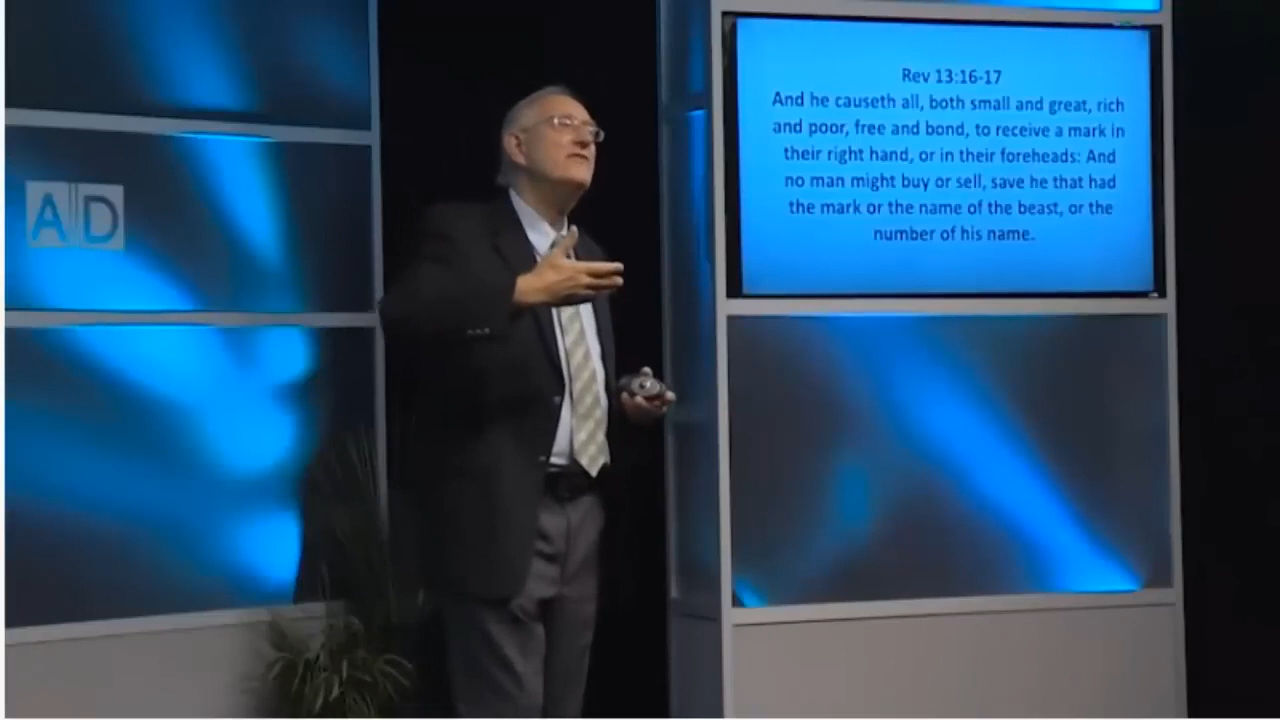 AD
Rev 13:16-17
And he causeth all, both small and great, rich
and poor, free and bond, to receive a mark in
their right hand, or in their foreheads: And
no man might buy or sell, save he that had
the mark or the name of the beast, or the
number of his name.